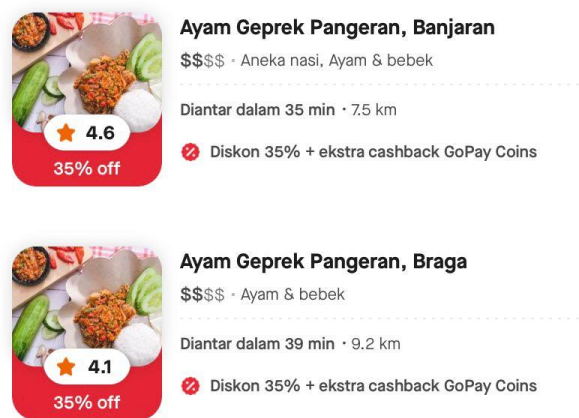 Ayam Geprek Pangeran, Banjaran
$$$$ · Aneka nasi, Ayam & bebek
Diantar dalam 35 min · 7.5 km
4.6
35% off
Diskon 35% + ekstra cashback GoPay Coins
Ayam Geprek Pangeran, Braga
$$$$ · Ayam & bebek
Diantar dalam 39 min · 9.2 km
4.1
35% off
Diskon 35% + ekstra cashback GoPay Coins